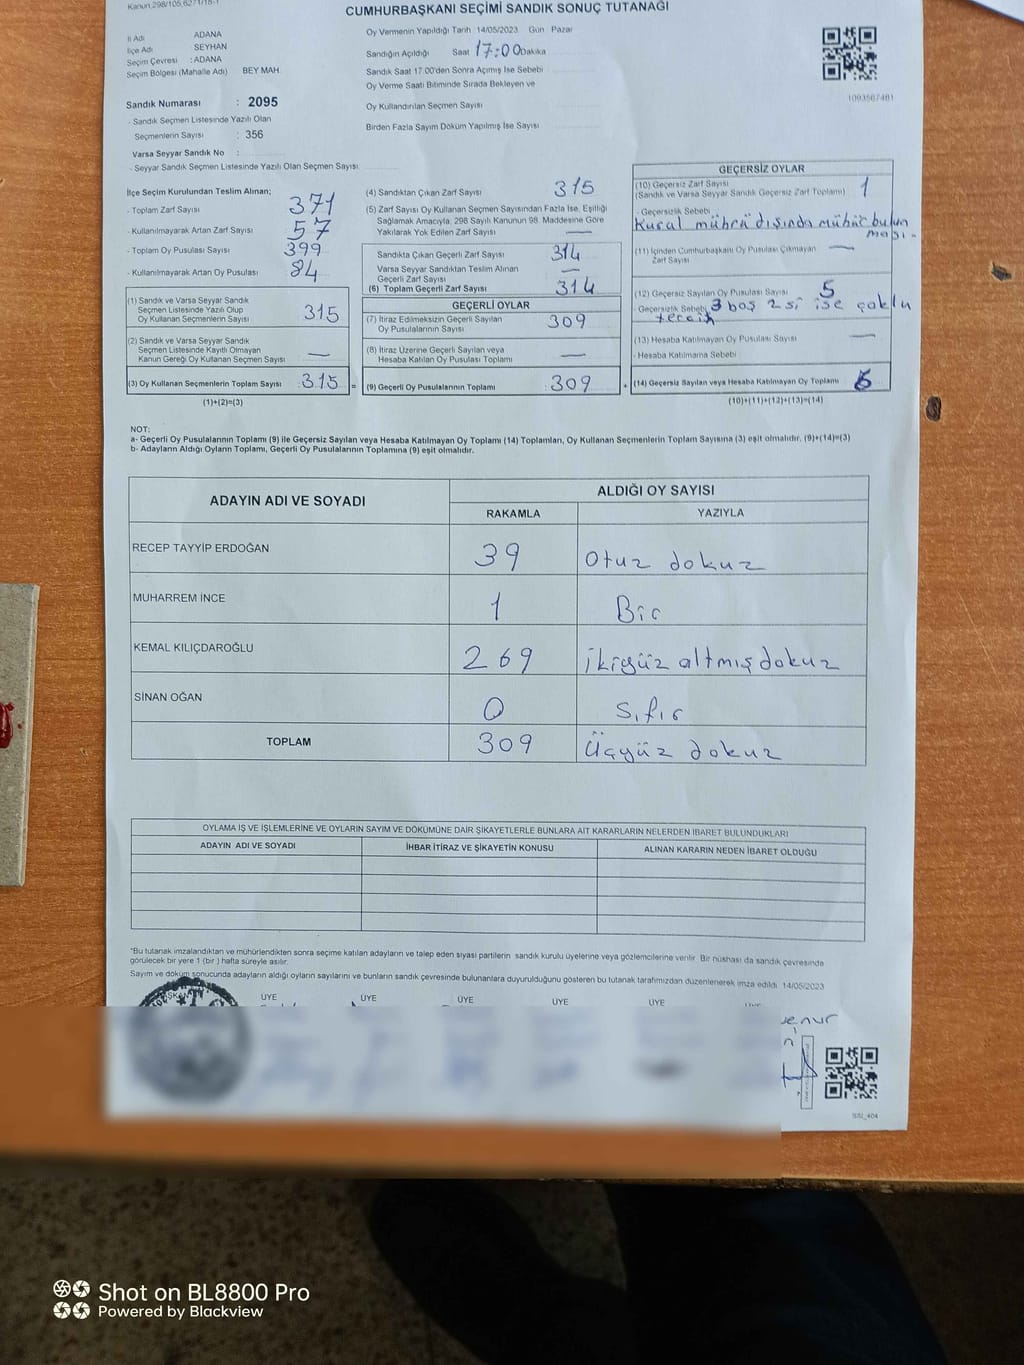 Kanun.298/105,6271/18-1
CUMHURBAŞKANI SEÇİMİ SANDIK SONUÇ TUTANAĞI
İl Adı ADANA
İlçe Adı SEYHAN
Seçim Çevresi : ADANA
Seçim Bölgesi (Mahalle Adı) BEY MAH.
Sandık Numarası : 2095
- Sandık Seçmen Listesinde Yazılı Olan
Seçmenlerin Sayısı : 356
Varsa Seyyar Sandık No :
- Seyyar Sandık Seçmen Listesinde Yazılı Olan Seçmen Sayısı:
Oy Vermenin Yapıldığı Tarih 14/05/2023 Gün Pazar
Sandığın Açıldığı Saat 17:00 Dakika
Sandık Saat 17.00'den Sonra Açımış İse Sebebi
Oy Verme Saati Bitiminde Sırada Bekleyen ve
Oy Kullandırılan Seçmen Sayısı
Birden Fazla Sayım Döküm Yapılmış İse Sayısı
1093567481
İlçe Seçim Kurulundan Teslim Alınan;
- Toplam Zarf Sayısı 371
- Kullanılmayarak Artan Zarf Sayısı 57
- Toplam Oy Pusulası Sayısı 399
- Kullanılmayarak Artan Oy Pusulası 84
(1) Sandık ve Varsa Seyyar Sandık
Seçmen Listesinde Yazılı Olup
Oy Kullanan Seçmenlerin Sayısı 315
(2) Sandık ve Varsa Seyyar Sandık
Seçmen Listesinde Kayıtlı Olmayan
Kanun Gereği Oy Kullanan Seçmen Sayısı —
(3) Oy Kullanan Seçmenlerin Toplam Sayısı 315 =
(1)+(2)=(3)
(4) Sandıktan Çıkan Zarf Sayısı 315
(5) Zarf Sayısı Oy Kullanan Seçmen Sayısından Fazla İse, Eşitliği
Sağlamak Amacıyla, 298 Sayılı Kanunun 98. Maddesine Göre
Yakılarak Yok Edilen Zarf Sayısı —
Sandıkta Çıkan Geçerli Zarf Sayısı 314
Varsa Seyyar Sandıktan Teslim Alınan
Geçerli Zarf Sayısı —
(6) Toplam Geçerli Zarf Sayısı 314
GEÇERLİ OYLAR
(7) İtiraz Edilmeksizin Geçerli Sayılan
Oy Pusulalarının Sayısı 309
(8) İtiraz Üzerine Geçerli Sayılan veya
Hesaba Katılan Oy Pusulası Toplamı —
(9) Geçerli Oy Pusulalarının Toplamı 309 +
GEÇERSİZ OYLAR
(10) Geçersiz Zarf Sayısı
(Sandık ve Varsa Seyyar Sandık Geçersiz Zarf Toplamı) 1
- Geçersizlik Sebebi
Kurul mührü dışında mühür bulun
ması.
(11) İçinden Cumhurbaşkanı Oy Pusulası Çıkmayan
Zarf Sayısı —
(12) Geçersiz Sayılan Oy Pusulası Sayısı 5
- Geçersizlik Sebebi 3 boş 2 si ise çoklu
tercih
(13) Hesaba Katılmayan Oy Pusulası Sayısı —
- Hesaba Katılmama Sebebi
(14) Geçersiz Sayılan veya Hesaba Katılmayan Oy Toplamı 6
(10)+(11)+(12)+(13)=(14)
NOT:
a- Geçerli Oy Pusulalarının Toplamı (9) ile Geçersiz Sayılan veya Hesaba Katılmayan Oy Toplamı (14) Toplamları, Oy Kullanan Seçmenlerin Toplam Sayısına (3) eşit olmalıdır. (9)+(14)=(3)
b- Adayların Aldığı Oyların Toplamı, Geçerli Oy Pusulalarının Toplamına (9) eşit olmalıdır.
ADAYIN ADI VE SOYADI ALDIĞI OY SAYISI
RAKAMLA YAZIYLA
RECEP TAYYİP ERDOĞAN 39 Otuz dokuz
MUHARREM İNCE 1 Bir
KEMAL KILIÇDAROĞLU 269 ikiyüz altmış dokuz
SİNAN OĞAN 0 Sıfır
TOPLAM 309 Üçyüz dokuz
OYLAMA İŞ VE İŞLEMLERİNE VE OYLARIN SAYIM VE DÖKÜMÜNE DAİR ŞİKAYETLERLE BUNLARA AİT KARARLARIN NELERDEN İBARET BULUNDUKLARI
ADAYIN ADI VE SOYADI İHBAR İTİRAZ VE ŞİKAYETİN KONUSU ALINAN KARARIN NEDEN İBARET OLDUĞU
*Bu tutanak imzalandıktan ve mühürlendikten sonra seçime katılan adayların ve talep eden siyasi partilerin sandık kurulu üyelerine veya gözlemcilerine verilir. Bir nüshası da sandık çevresinde
görülecek bir yere 1 (bir ) hafta süreyle asılır.
Sayım ve döküm sonucunda adayların aldığı oyların sayılarını ve bunların sandık çevresinde bulunanlara duyurulduğunu gösteren bu tutanak tarafımızdan düzenlenerek imza edildi. 14/05/2023
ÜYE ÜYE ÜYE ÜYE ÜYE
Shot on BL8800 Pro
Powered by Blackview